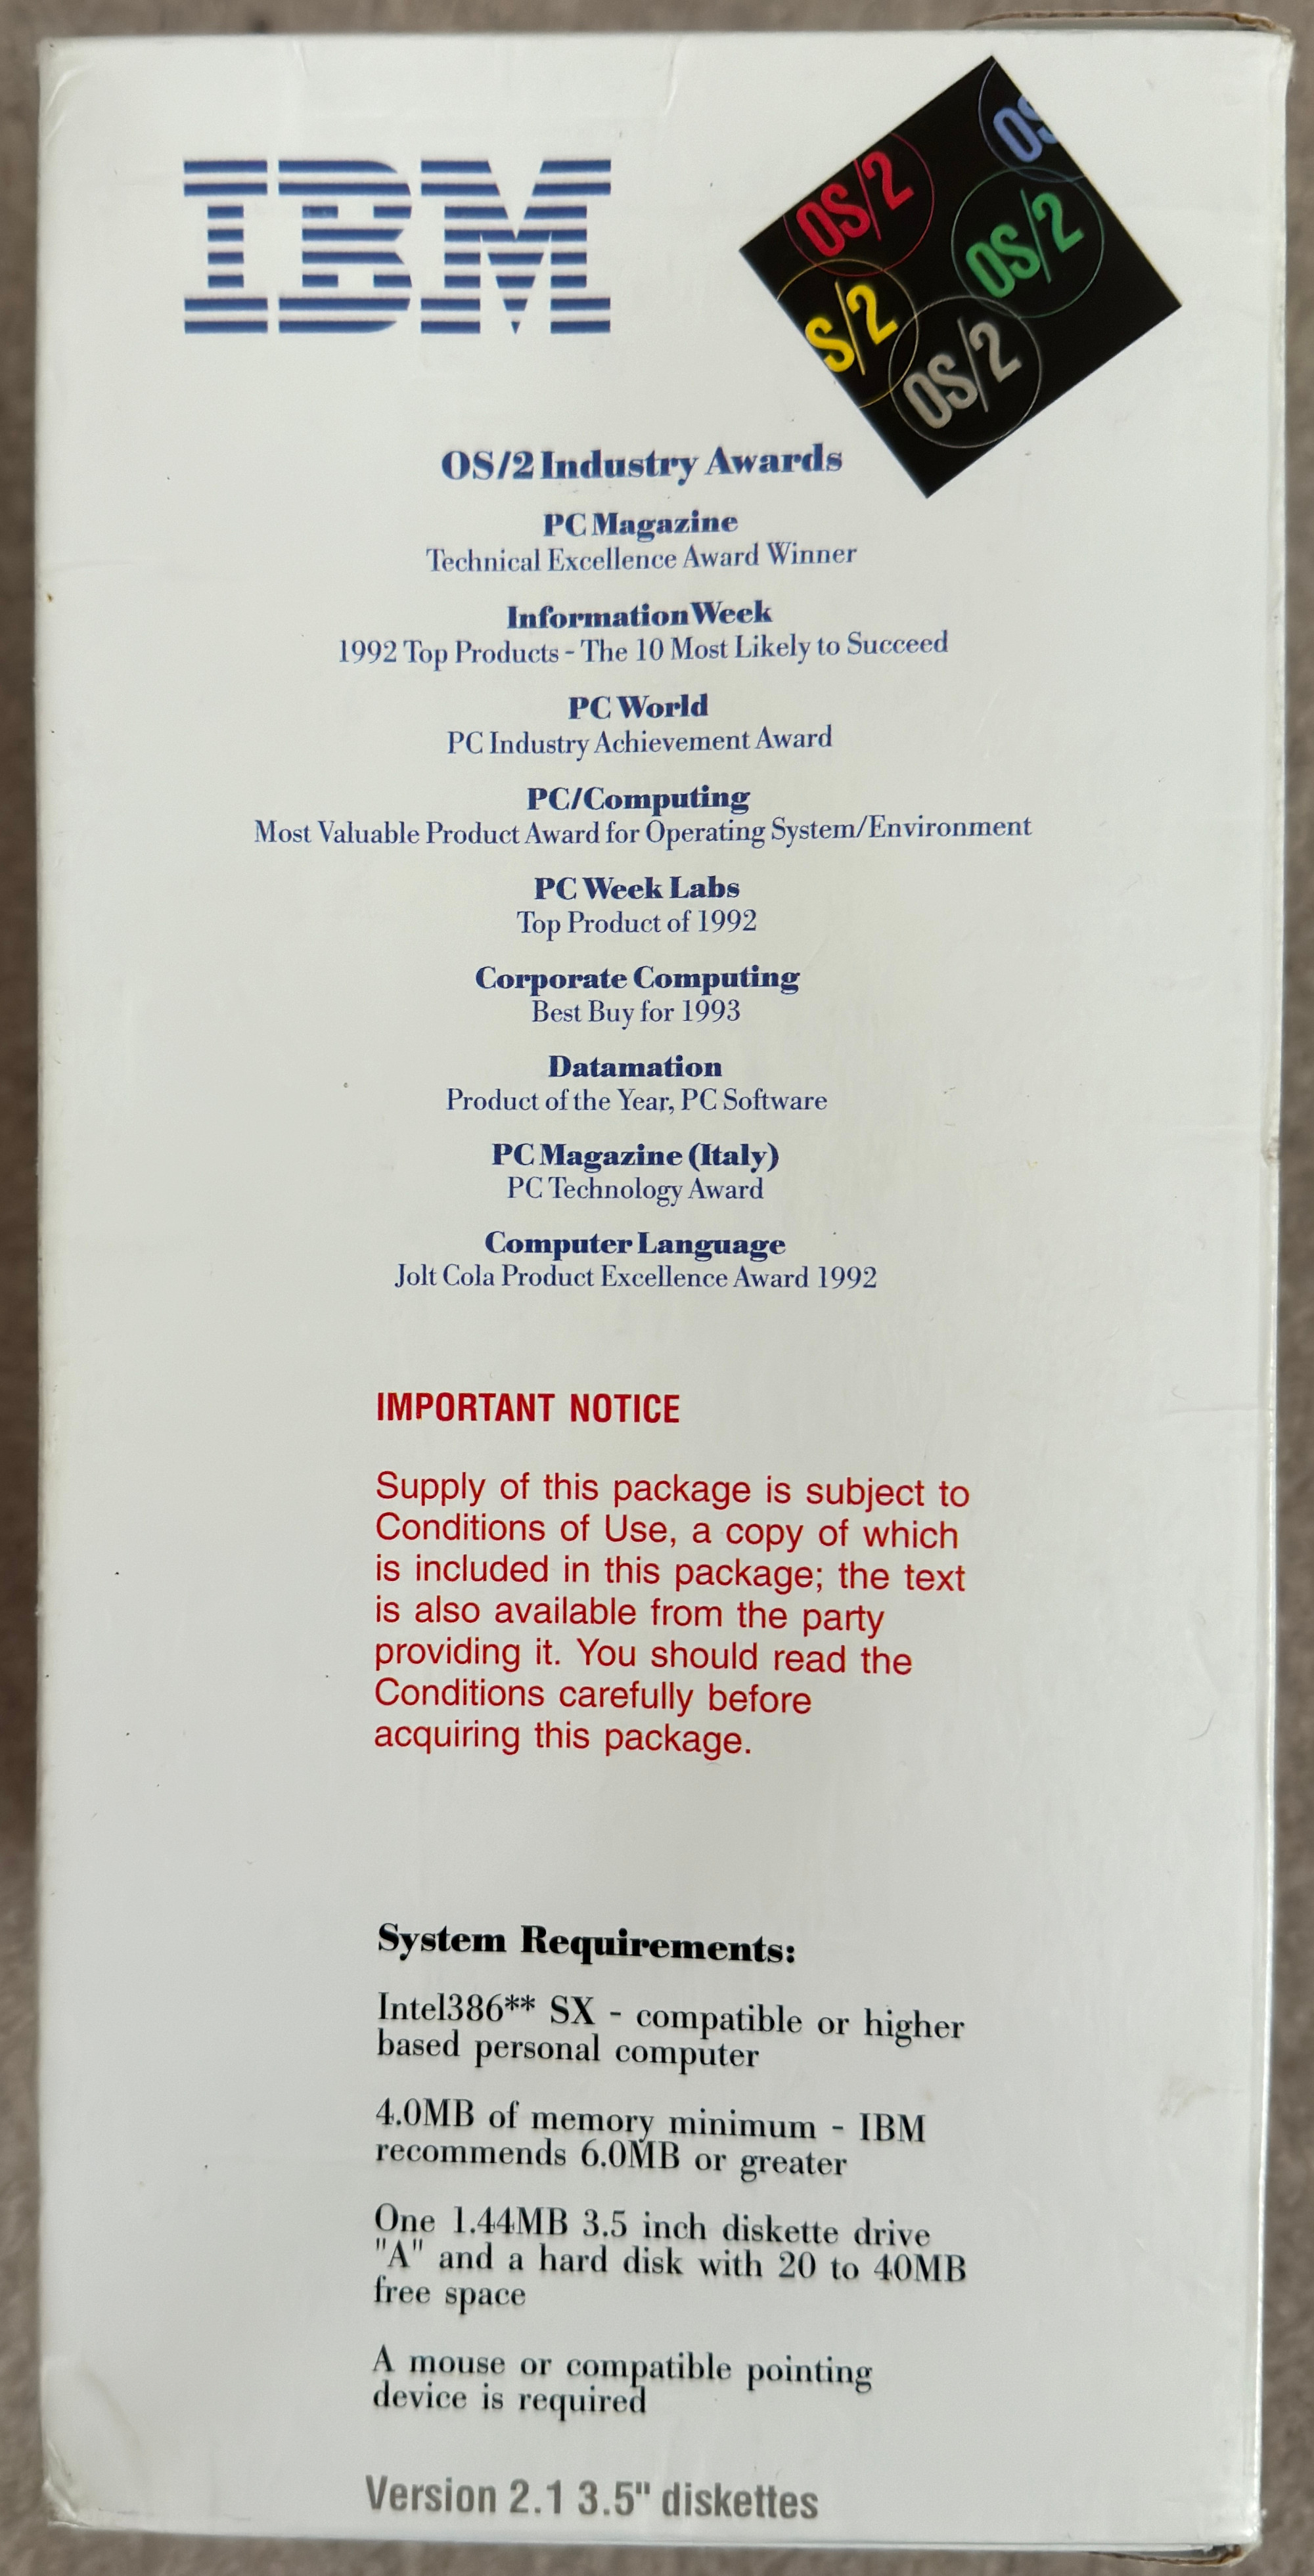 IBM
OS
OS/2
OS/2
S/2
OS/2
OS/2 Industry Awards
PC Magazine
Technical Excellence Award Winner
InformationWeek
1992 Top Products - The 10 Most Likely to Succeed
PC World
PC Industry Achievement Award
PC/Computing
Most Valuable Product Award for Operating System/Environment
PC Week Labs
Top Product of 1992
Corporate Computing
Best Buy for 1993
Datamation
Product of the Year, PC Software
PC Magazine (Italy)
PC Technology Award
Computer Language
Jolt Cola Product Excellence Award 1992
IMPORTANT NOTICE
Supply of this package is subject to
Conditions of Use, a copy of which
is included in this package; the text
is also available from the party
providing it. You should read the
Conditions carefully before
acquiring this package.
System Requirements:
Intel386** SX - compatible or higher
based personal computer
4.0MB of memory minimum - IBM
recommends 6.0MB or greater
One 1.44MB 3.5 inch diskette drive
"A" and a hard disk with 20 to 40MB
free space
A mouse or compatible pointing
device is required
Version 2.1 3.5" diskettes